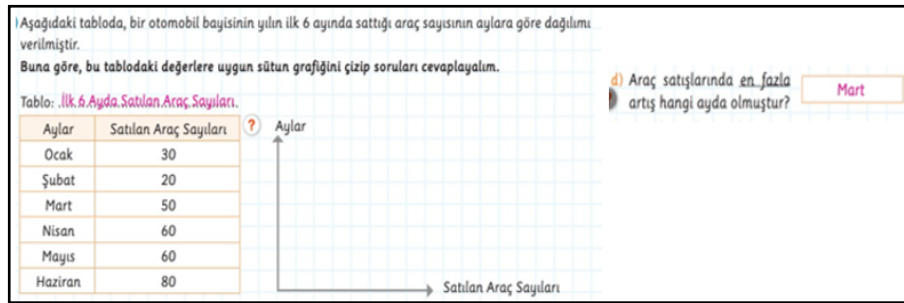 Aşağıdaki tabloda, bir otomobil bayisinin yılın ilk 6 ayında sattığı araç sayısının aylara göre dağılımı
verilmiştir.
Buna göre, bu tablodaki değerlere uygun sütun grafiğini çizip soruları cevaplayalım.
Tablo: İlk 6 Ayda Satılan Araç Sayıları.
Aylar Satılan Araç Sayıları
Ocak 30
Şubat 20
Mart 50
Nisan 60
Mayıs 60
Haziran 80
?
Aylar
Satılan Araç Sayıları
d) Araç satışlarında en fazla
artış hangi ayda olmuştur?
Mart